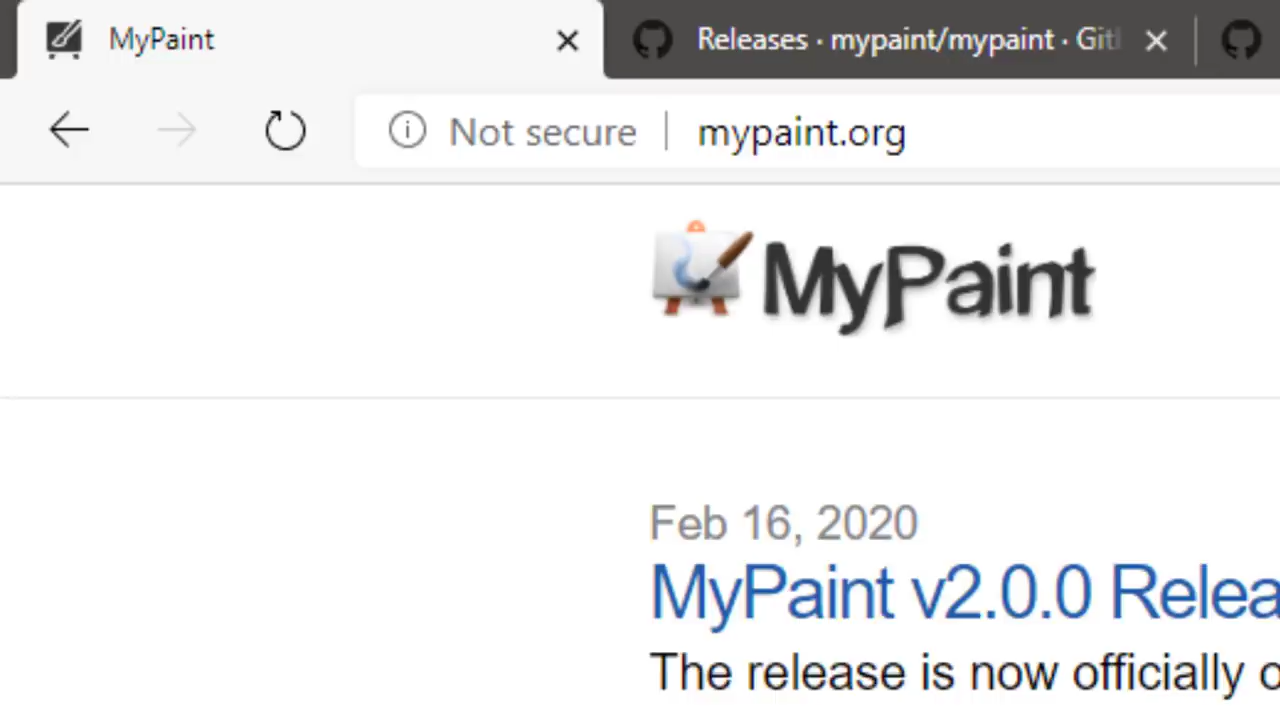 MyPaint
Releases · mypaint/mypaint · Git
Not secure
mypaint.org
MyPaint
Feb 16, 2020
MyPaint v2.0.0 Relea
The release is now officially o